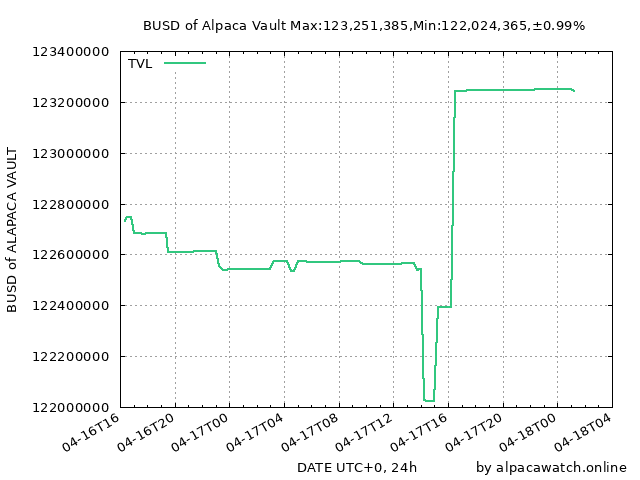 BUSD of Alpaca Vault Max:123,251,385,Min:122,024,365,±0.99%
TVL
BUSD of ALAPACA VAULT
123400000
123200000
123000000
122800000
122600000
122400000
122200000
122000000
04-16T16
04-16T20
04-17T00
04-17T04
04-17T08
04-17T12
04-17T16
04-17T20
04-18T00
04-18T04
DATE UTC+0, 24h
by alpacawatch.online